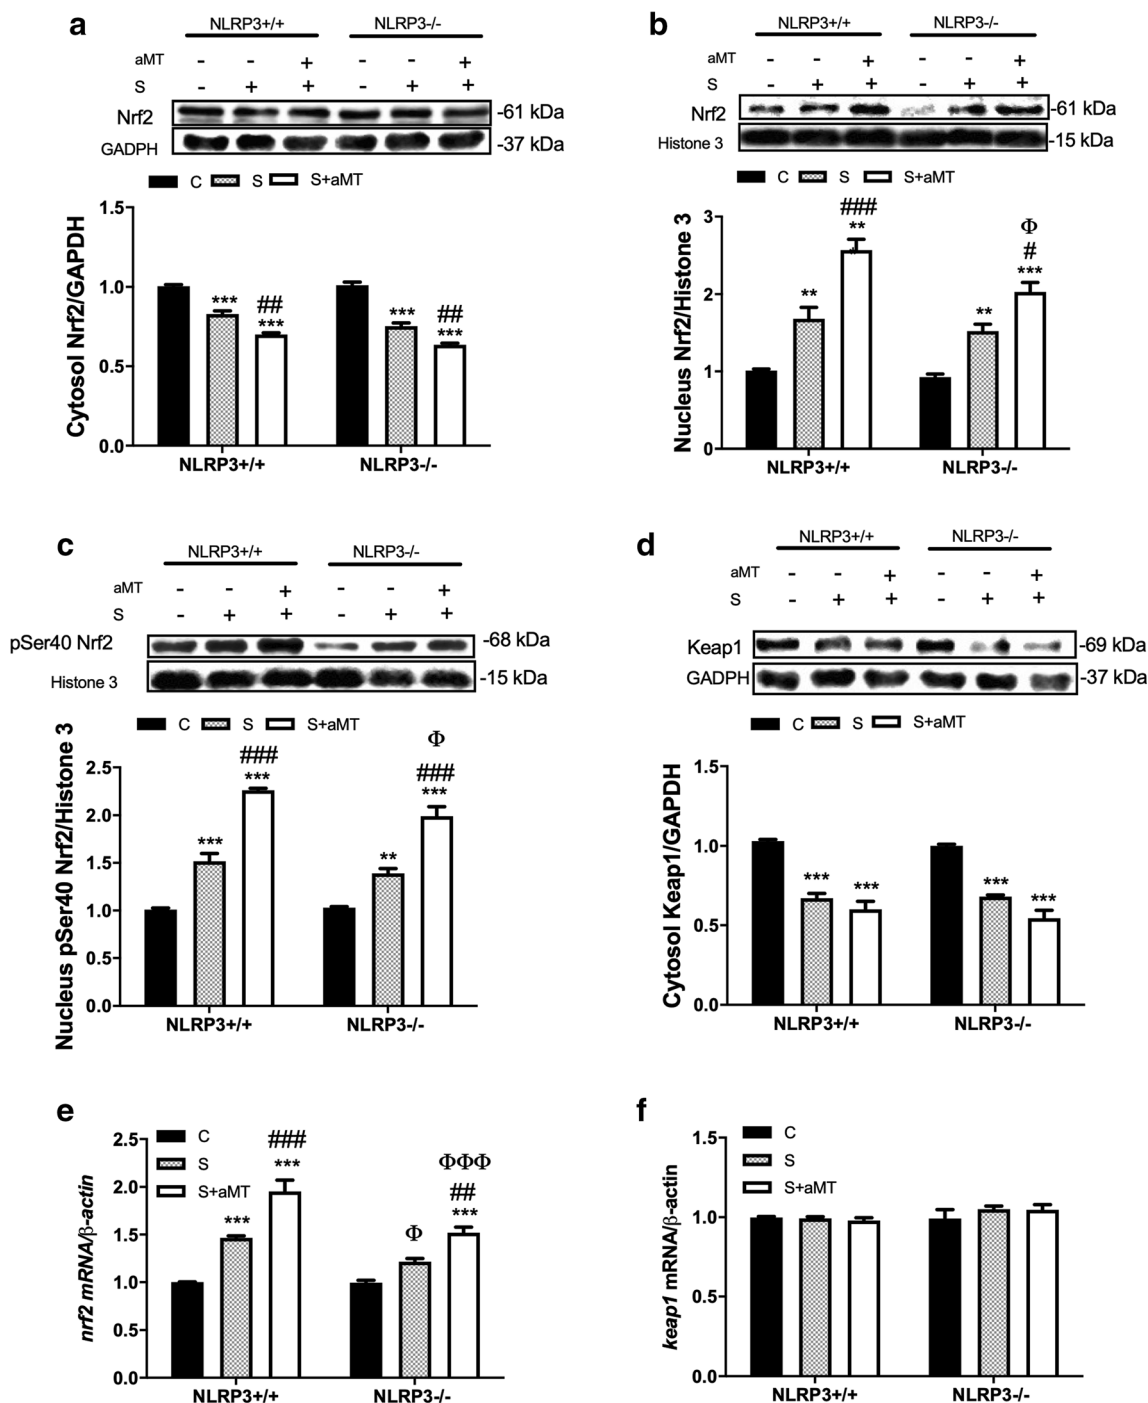 a
NLRP3+/+ NLRP3-/-
aMT - - + - - +
S - + + - + +
Nrf2 -61 kDa
GADPH -37 kDa
C S S+aMT
Cytosol Nrf2/GAPDH
1.5
1.0
0.5
0.0
*** ## *** *** ## ***
NLRP3+/+ NLRP3-/-
b
NLRP3+/+ NLRP3-/-
aMT - - + - - +
S - + + - + +
Nrf2 -61 kDa
Histone 3 -15 kDa
C S S+aMT
Nucleus Nrf2/Histone 3
3
2
1
0
** ### ** ** Φ # ***
NLRP3+/+ NLRP3-/-
c
NLRP3+/+ NLRP3-/-
aMT - - + - - +
S - + + - + +
pSer40 Nrf2 -68 kDa
Histone 3 -15 kDa
C S S+aMT
Nucleus pSer40 Nrf2/Histone 3
2.5
2.0
1.5
1.0
0.5
0.0
*** ### *** ** Φ ### ***
NLRP3+/+ NLRP3-/-
d
NLRP3+/+ NLRP3-/-
aMT - - + - - +
S - + + - + +
Keap1 -69 kDa
GADPH -37 kDa
C S S+aMT
Cytosol Keap1/GAPDH
1.5
1.0
0.5
0.0
*** *** *** ***
NLRP3+/+ NLRP3-/-
e
C
S
S+aMT
nrf2 mRNA/β-actin
2.5
2.0
1.5
1.0
0.5
0.0
*** ### *** Φ ΦΦΦ ## ***
NLRP3+/+ NLRP3-/-
f
C
S
S+aMT
keap1 mRNA/β-actin
1.5
1.0
0.5
0.0
NLRP3+/+ NLRP3-/-